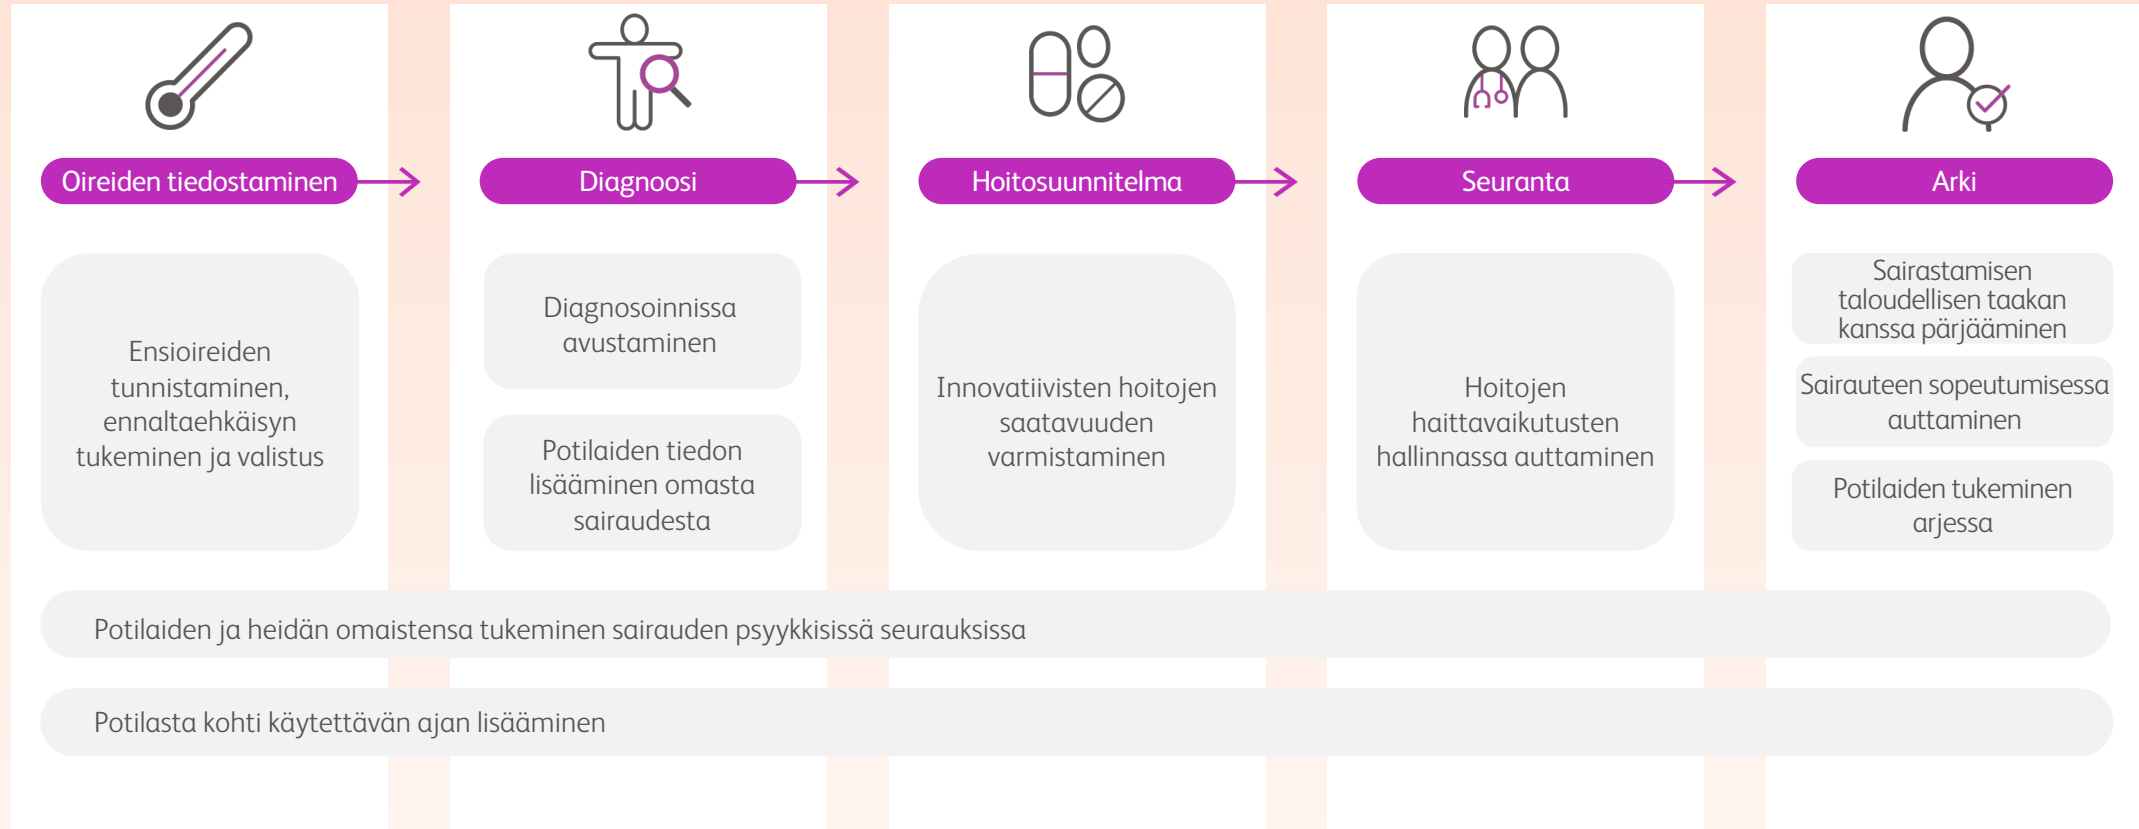 Oireiden tiedostaminen
Diagnoosi
Hoitosuunnitelma
Seuranta
Arki
Ensioireiden
tunnistaminen,
ennaltaehkäisyn
tukeminen ja valistus
Diagnosoinnissa
avustaminen
Potilaiden tiedon
lisääminen omasta
sairaudesta
Innovatiivisten hoitojen
saatavuuden
varmistaminen
Hoitojen
haittavaikutusten
hallinnassa auttaminen
Sairastamisen
taloudellisen taakan
kanssa pärjääminen
Sairauteen sopeutumisessa
auttaminen
Potilaiden tukeminen
arjessa
Potilaiden ja heidän omaistensa tukeminen sairauden psyykkisissä seurauksissa
Potilasta kohti käytettävän ajan lisääminen